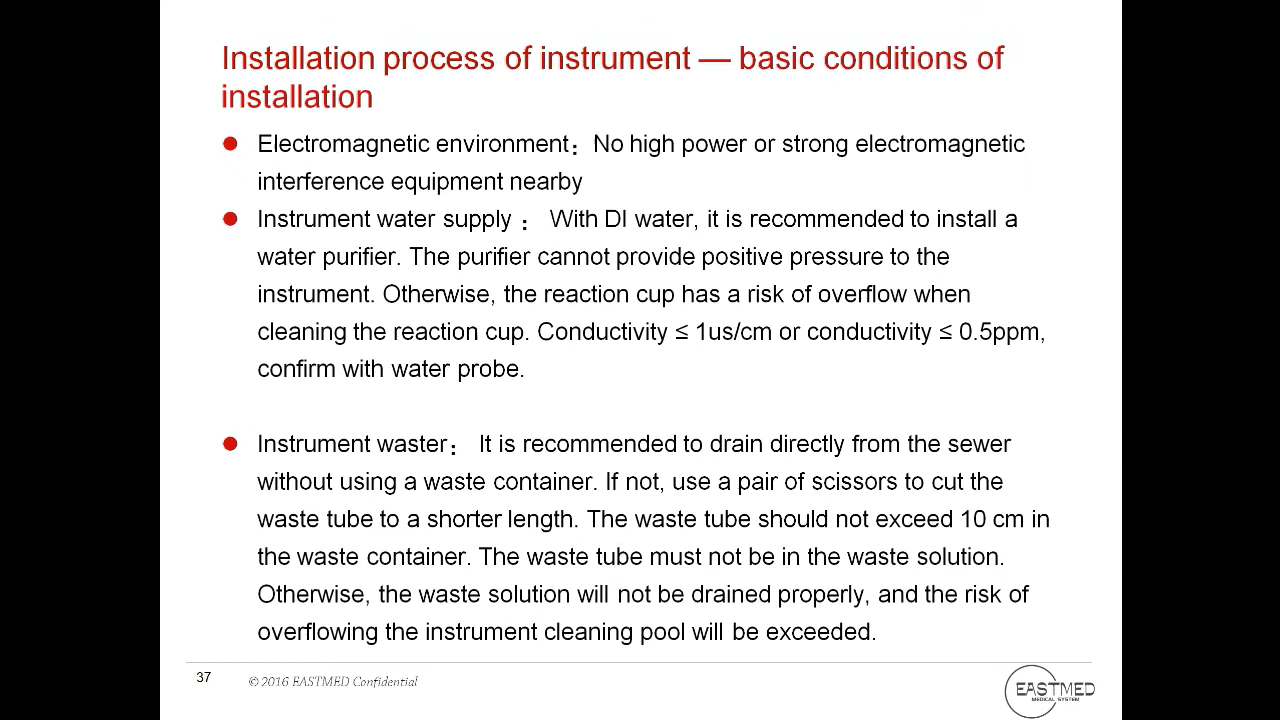 Installation process of instrument — basic conditions of
installation
● Electromagnetic environment：No high power or strong electromagnetic
interference equipment nearby
● Instrument water supply ： With DI water, it is recommended to install a
water purifier. The purifier cannot provide positive pressure to the
instrument. Otherwise, the reaction cup has a risk of overflow when
cleaning the reaction cup. Conductivity ≤ 1us/cm or conductivity ≤ 0.5ppm,
confirm with water probe.
● Instrument waster： It is recommended to drain directly from the sewer
without using a waste container. If not, use a pair of scissors to cut the
waste tube to a shorter length. The waste tube should not exceed 10 cm in
the waste container. The waste tube must not be in the waste solution.
Otherwise, the waste solution will not be drained properly, and the risk of
overflowing the instrument cleaning pool will be exceeded.
37
© 2016 EASTMED Confidential
EASTMED
MEDICAL SYSTEM